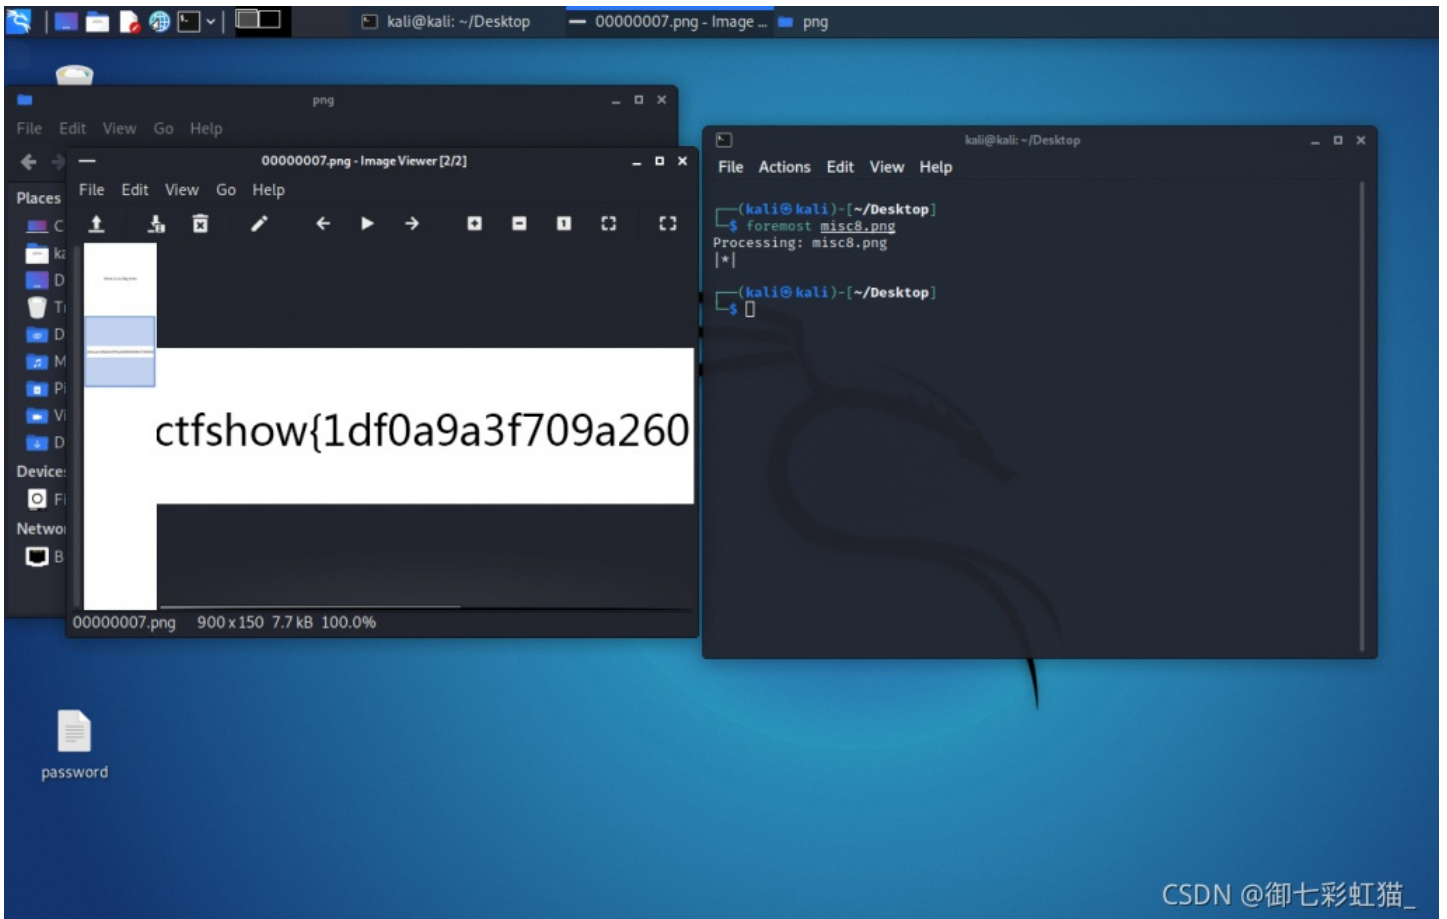 kali@kali: ~/Desktop
00000007.png - Image ...
png
png
File Edit View Go Help
00000007.png - Image Viewer [2/2]
File Edit View Go Help
Places
Network
00000007.png 900 x 150 7.7 kB 100.0%
ctfshow{1df0a9a3f709a260
kali@kali: ~/Desktop
File Actions Edit View Help
┌──(kali㉿kali)-[~/Desktop]
└─$ foremost misc8.png
Processing: misc8.png
|*|
┌──(kali㉿kali)-[~/Desktop]
└─$
password
CSDN @御七彩虹猫_